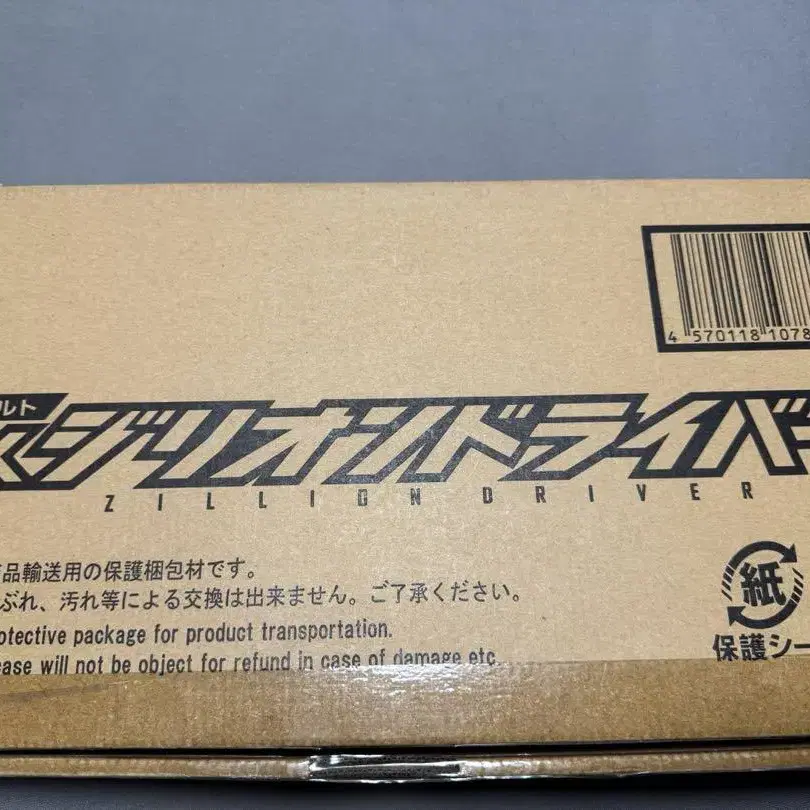 4 570118 1078
ルト
ジリオンドライバー
ZILLION DRIVER
品輸送用の保護梱包材です。
ぶれ、汚れ等による交換は出来ません。ご了承ください。
otective package for product transportation.
case will not be object for refund in case of damage etc.
紙
保護シー